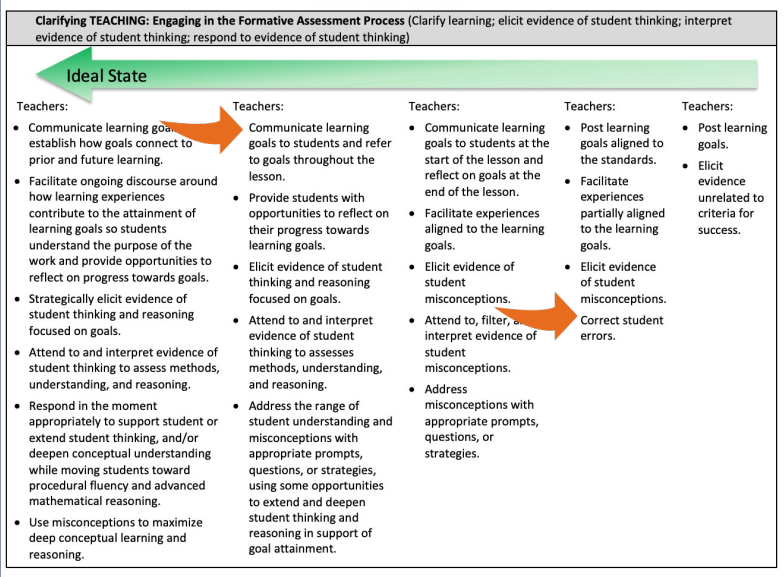 Clarifying TEACHING: Engaging in the Formative Assessment Process (Clarify learning; elicit evidence of student thinking; interpret
evidence of student thinking; respond to evidence of student thinking)
Ideal State
Teachers:
• Communicate learning
establish how goals connect to
prior and future learning.
• Facilitate ongoing discourse around
how learning experiences
contribute to the attainment of
learning goals so students
understand the purpose of the
work and provide opportunities to
reflect on progress towards goals.
• Strategically elicit evidence of
student thinking and reasoning
focused on goals.
• Attend to and interpret evidence of
student thinking to assess methods,
understanding, and reasoning.
• Respond in the moment
appropriately to support student or
extend student thinking, and/or
deepen conceptual understanding
while moving students toward
procedural fluency and advanced
mathematical reasoning.
• Use misconceptions to maximize
deep conceptual learning and
reasoning.
Teachers:
Communicate learning
goals to students and refer
to goals throughout the
lesson.
• Provide students with
opportunities to reflect on
their progress towards
learning goals.
• Elicit evidence of student
thinking and reasoning
focused on goals.
• Attend to and interpret
evidence of student
thinking to assesses
methods, understanding,
and reasoning.
• Address the range of
student understanding and
misconceptions with
appropriate prompts,
questions, or strategies,
using some opportunities
to extend and deepen
student thinking and
reasoning in support of
goal attainment.
Teachers:
• Communicate learning
goals to students at the
start of the lesson and
reflect on goals at the
end of the lesson.
• Facilitate experiences
aligned to the learning
goals.
• Elicit evidence of
student
misconceptions.
• Attend to, filter,
interpret evidence of
student
misconceptions.
• Address
misconceptions with
appropriate prompts,
questions, or
strategies.
Teachers:
• Post learning
goals aligned to
the standards.
• Facilitate
experiences
partially aligned
to the learning
goals.
• Elicit evidence
of student
misconceptions.
Correct student
errors.
Teachers:
• Post learning
goals.
• Elicit
evidence
unrelated to
criteria for
success.